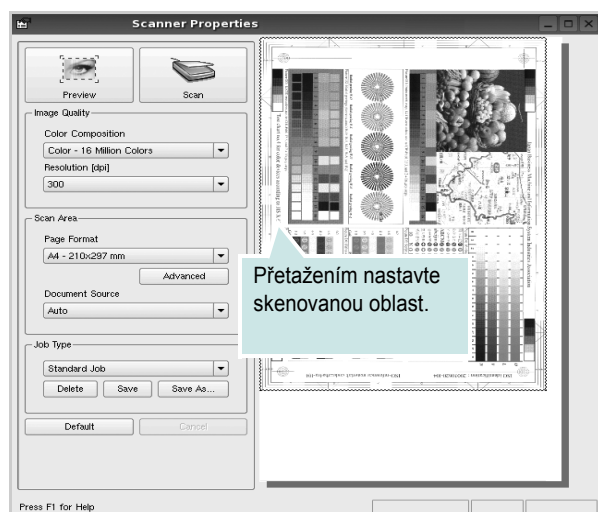 Scanner Properties
Preview
Scan
Image Quality
Color Composition
Color - 16 Million Colors
Resolution [dpi]
300
Scan Area
Page Format
A4 - 210x297 mm
Advanced
Document Source
Auto
Job Type
Standard Job
Delete
Save
Save As...
Default
Cancel
Press F1 for Help
Přetažením nastavte
skenovanou oblast.